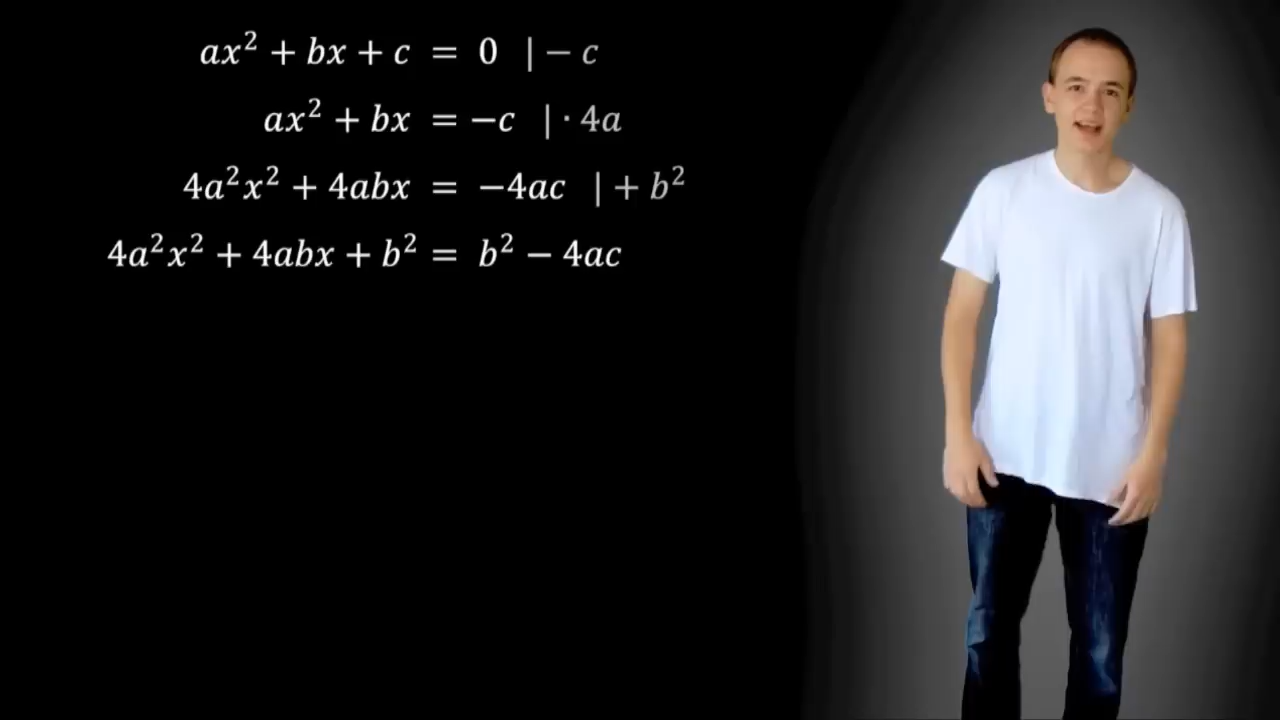 ax² + bx + c = 0 | − c
ax² + bx = −c | · 4a
4a²x² + 4abx = −4ac | + b²
4a²x² + 4abx + b² = b² − 4ac